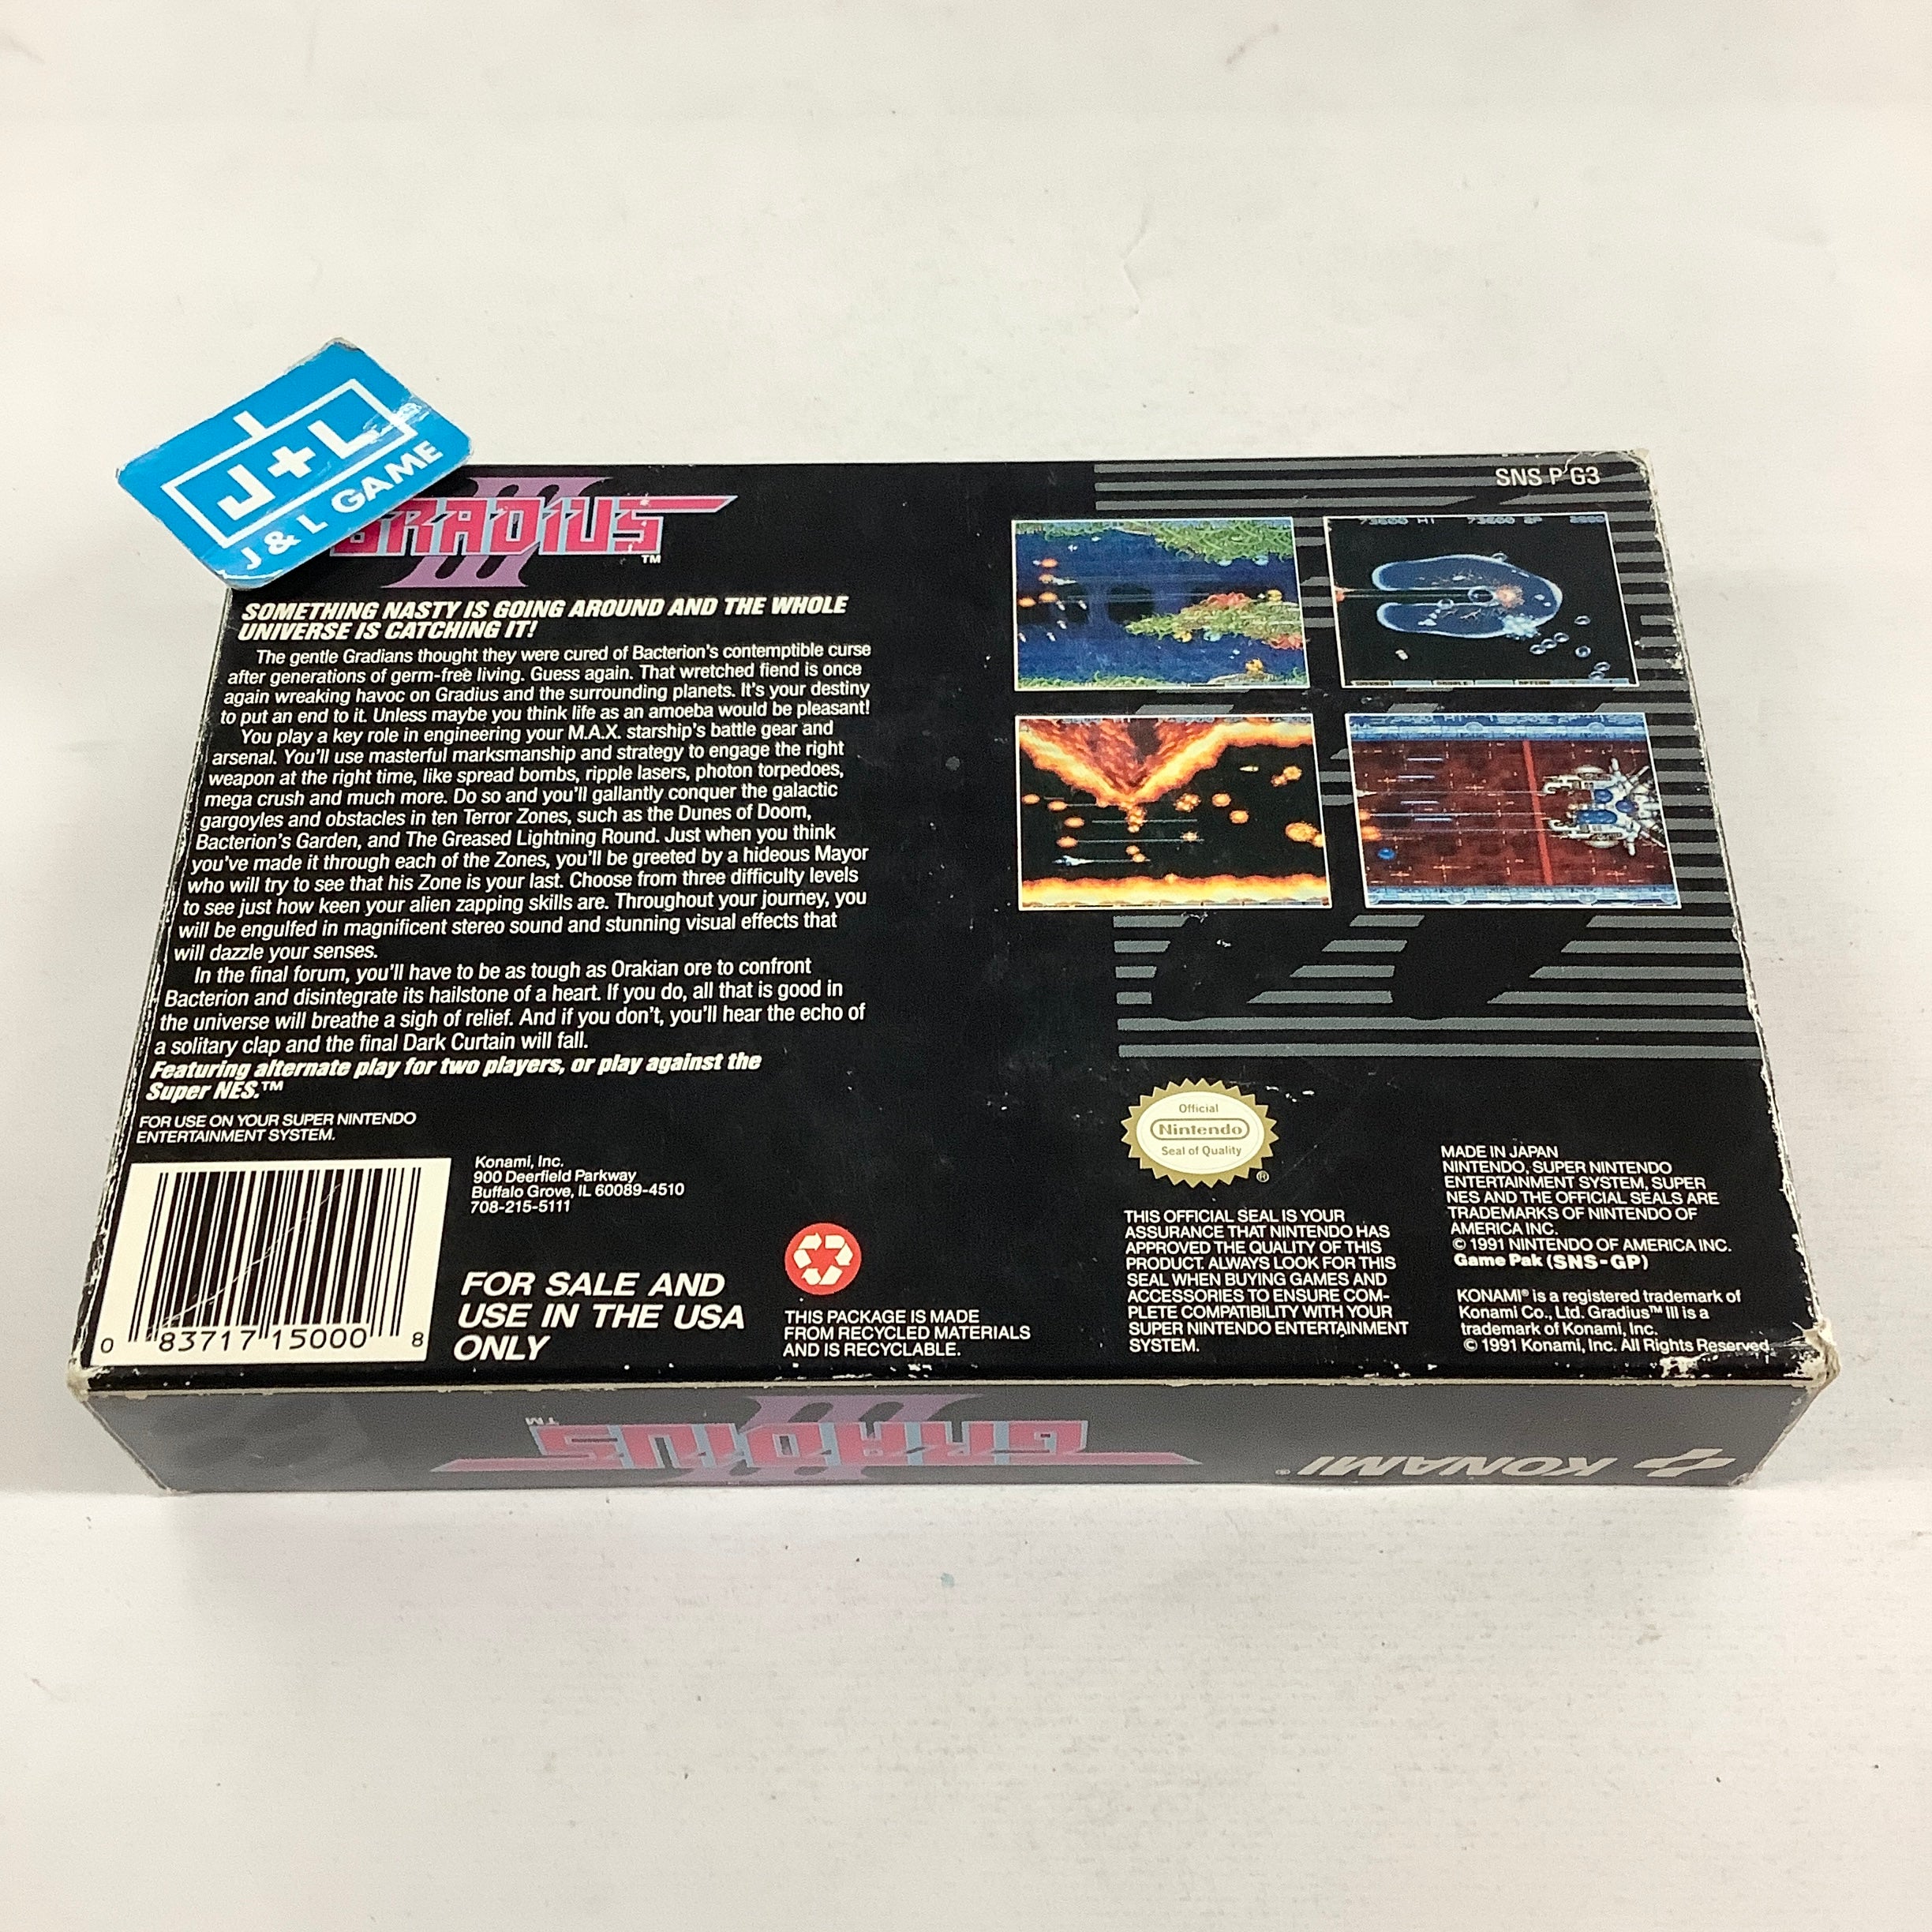 J+L
J & L GAME
III
GRADIUS
TM
SNS P G3
SOMETHING NASTY IS GOING AROUND AND THE WHOLE
UNIVERSE IS CATCHING IT!
The gentle Gradians thought they were cured of Bacterion's contemptible curse
after generations of germ-free living. Guess again. That wretched fiend is once
again wreaking havoc on Gradius and the surrounding planets. It's your destiny
to put an end to it. Unless maybe you think life as an amoeba would be pleasant!
You play a key role in engineering your M.A.X. starship's battle gear and
arsenal. You'll use masterful marksmanship and strategy to engage the right
weapon at the right time, like spread bombs, ripple lasers, photon torpedoes,
mega crush and much more. Do so and you'll gallantly conquer the galactic
gargoyles and obstacles in ten Terror Zones, such as the Dunes of Doom,
Bacterion's Garden, and The Greased Lightning Round. Just when you think
you've made it through each of the Zones, you'll be greeted by a hideous Mayor
who will try to see that his Zone is your last. Choose from three difficulty levels
to see just how keen your alien zapping skills are. Throughout your journey, you
will be engulfed in magnificent stereo sound and stunning visual effects that
will dazzle your senses.
In the final forum, you'll have to be as tough as Orakian ore to confront
Bacterion and disintegrate its hailstone of a heart. If you do, all that is good in
the universe will breathe a sigh of relief. And if you don't, you'll hear the echo of
a solitary clap and the final Dark Curtain will fall.
Featuring alternate play for two players, or play against the
Super NES.™
FOR USE ON YOUR SUPER NINTENDO
ENTERTAINMENT SYSTEM.
0 83717 15000 8
Konami, Inc.
900 Deerfield Parkway
Buffalo Grove, IL 60089-4510
708-215-5111
FOR SALE AND
USE IN THE USA
ONLY
THIS PACKAGE IS MADE
FROM RECYCLED MATERIALS
AND IS RECYCLABLE.
Official
Nintendo
Seal of Quality
®
THIS OFFICIAL SEAL IS YOUR
ASSURANCE THAT NINTENDO HAS
APPROVED THE QUALITY OF THIS
PRODUCT. ALWAYS LOOK FOR THIS
SEAL WHEN BUYING GAMES AND
ACCESSORIES TO ENSURE COM-
PLETE COMPATIBILITY WITH YOUR
SUPER NINTENDO ENTERTAINMENT
SYSTEM.
MADE IN JAPAN
NINTENDO, SUPER NINTENDO
ENTERTAINMENT SYSTEM, SUPER
NES AND THE OFFICIAL SEALS ARE
TRADEMARKS OF NINTENDO OF
AMERICA INC.
© 1991 NINTENDO OF AMERICA INC.
Game Pak (SNS-GP)
KONAMI® is a registered trademark of
Konami Co., Ltd. Gradius™ III is a
trademark of Konami, Inc.
© 1991 Konami, Inc. All Rights Reserved.
GRADIUS
III
TM
KONAMI®